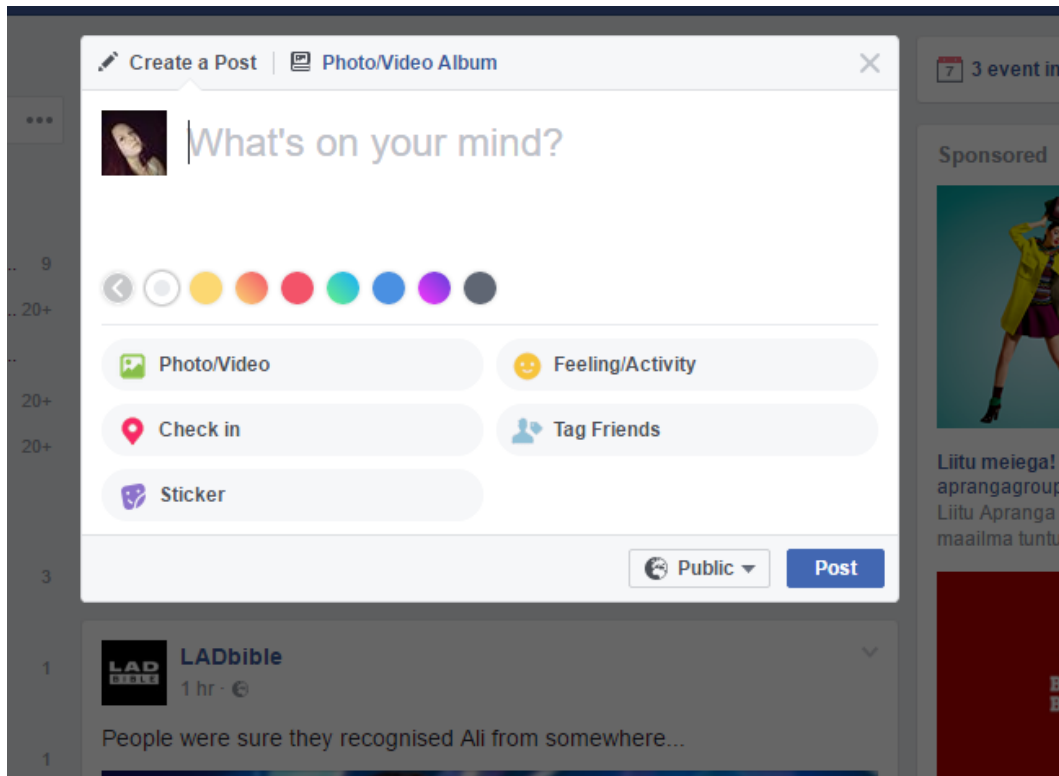 Create a Post
Photo/Video Album
7
3 event in
What's on your mind?
Sponsored
.. 9
.. 20+
..
20+
20+
Photo/Video
Feeling/Activity
Check in
Tag Friends
Sticker
Liitu meiega!
aprangagroup
Liitu Apranga
maailma tuntu
Public
Post
3
LAD
BIBLE
LADbible
1 hr ·
1
People were sure they recognised Ali from somewhere...
1
B
B